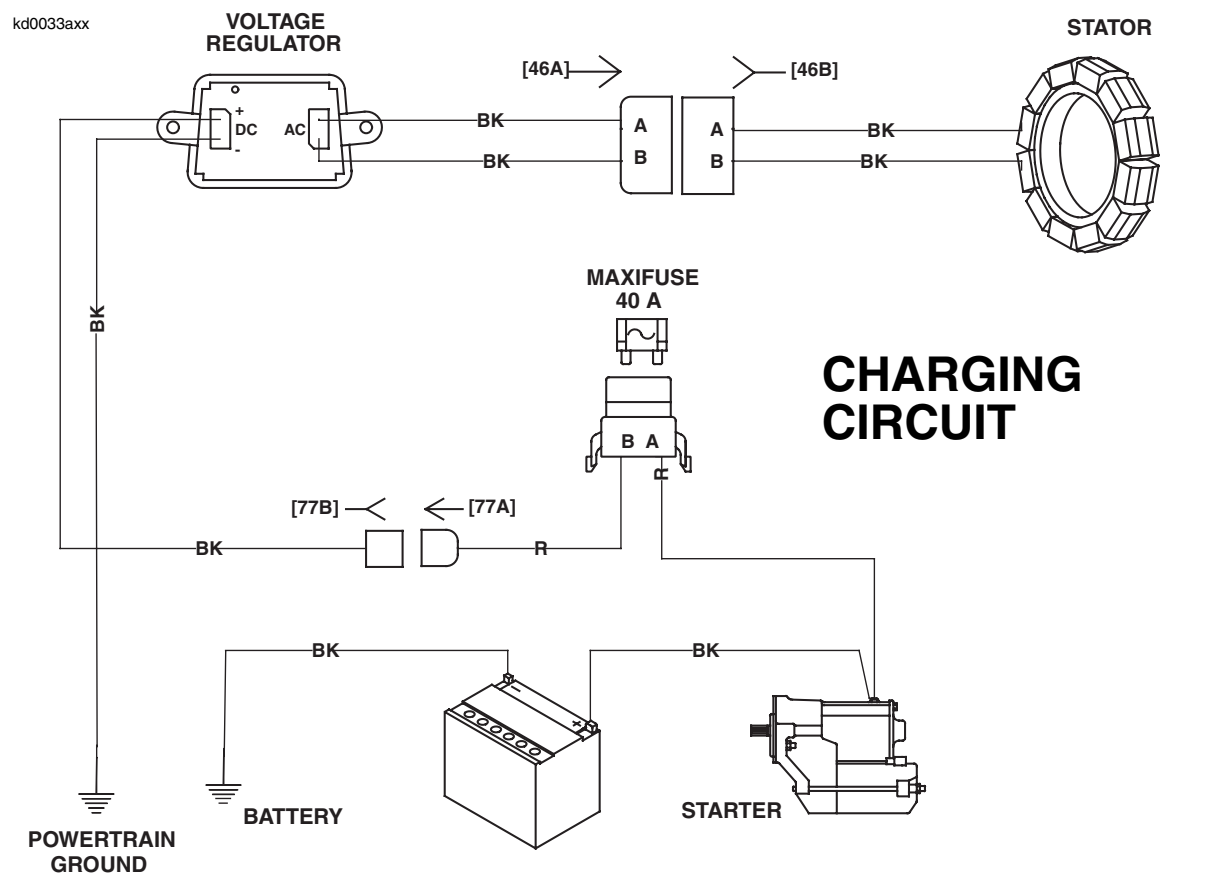 kd0033axx
VOLTAGE
REGULATOR
STATOR
[46A]
[46B]
+
DC
-
AC
BK
BK
A
B
A
B
BK
BK
BK
MAXIFUSE
40 A
CHARGING
CIRCUIT
B A
R
[77B]
[77A]
BK
R
BK
BK
-
+
BATTERY
STARTER
POWERTRAIN
GROUND